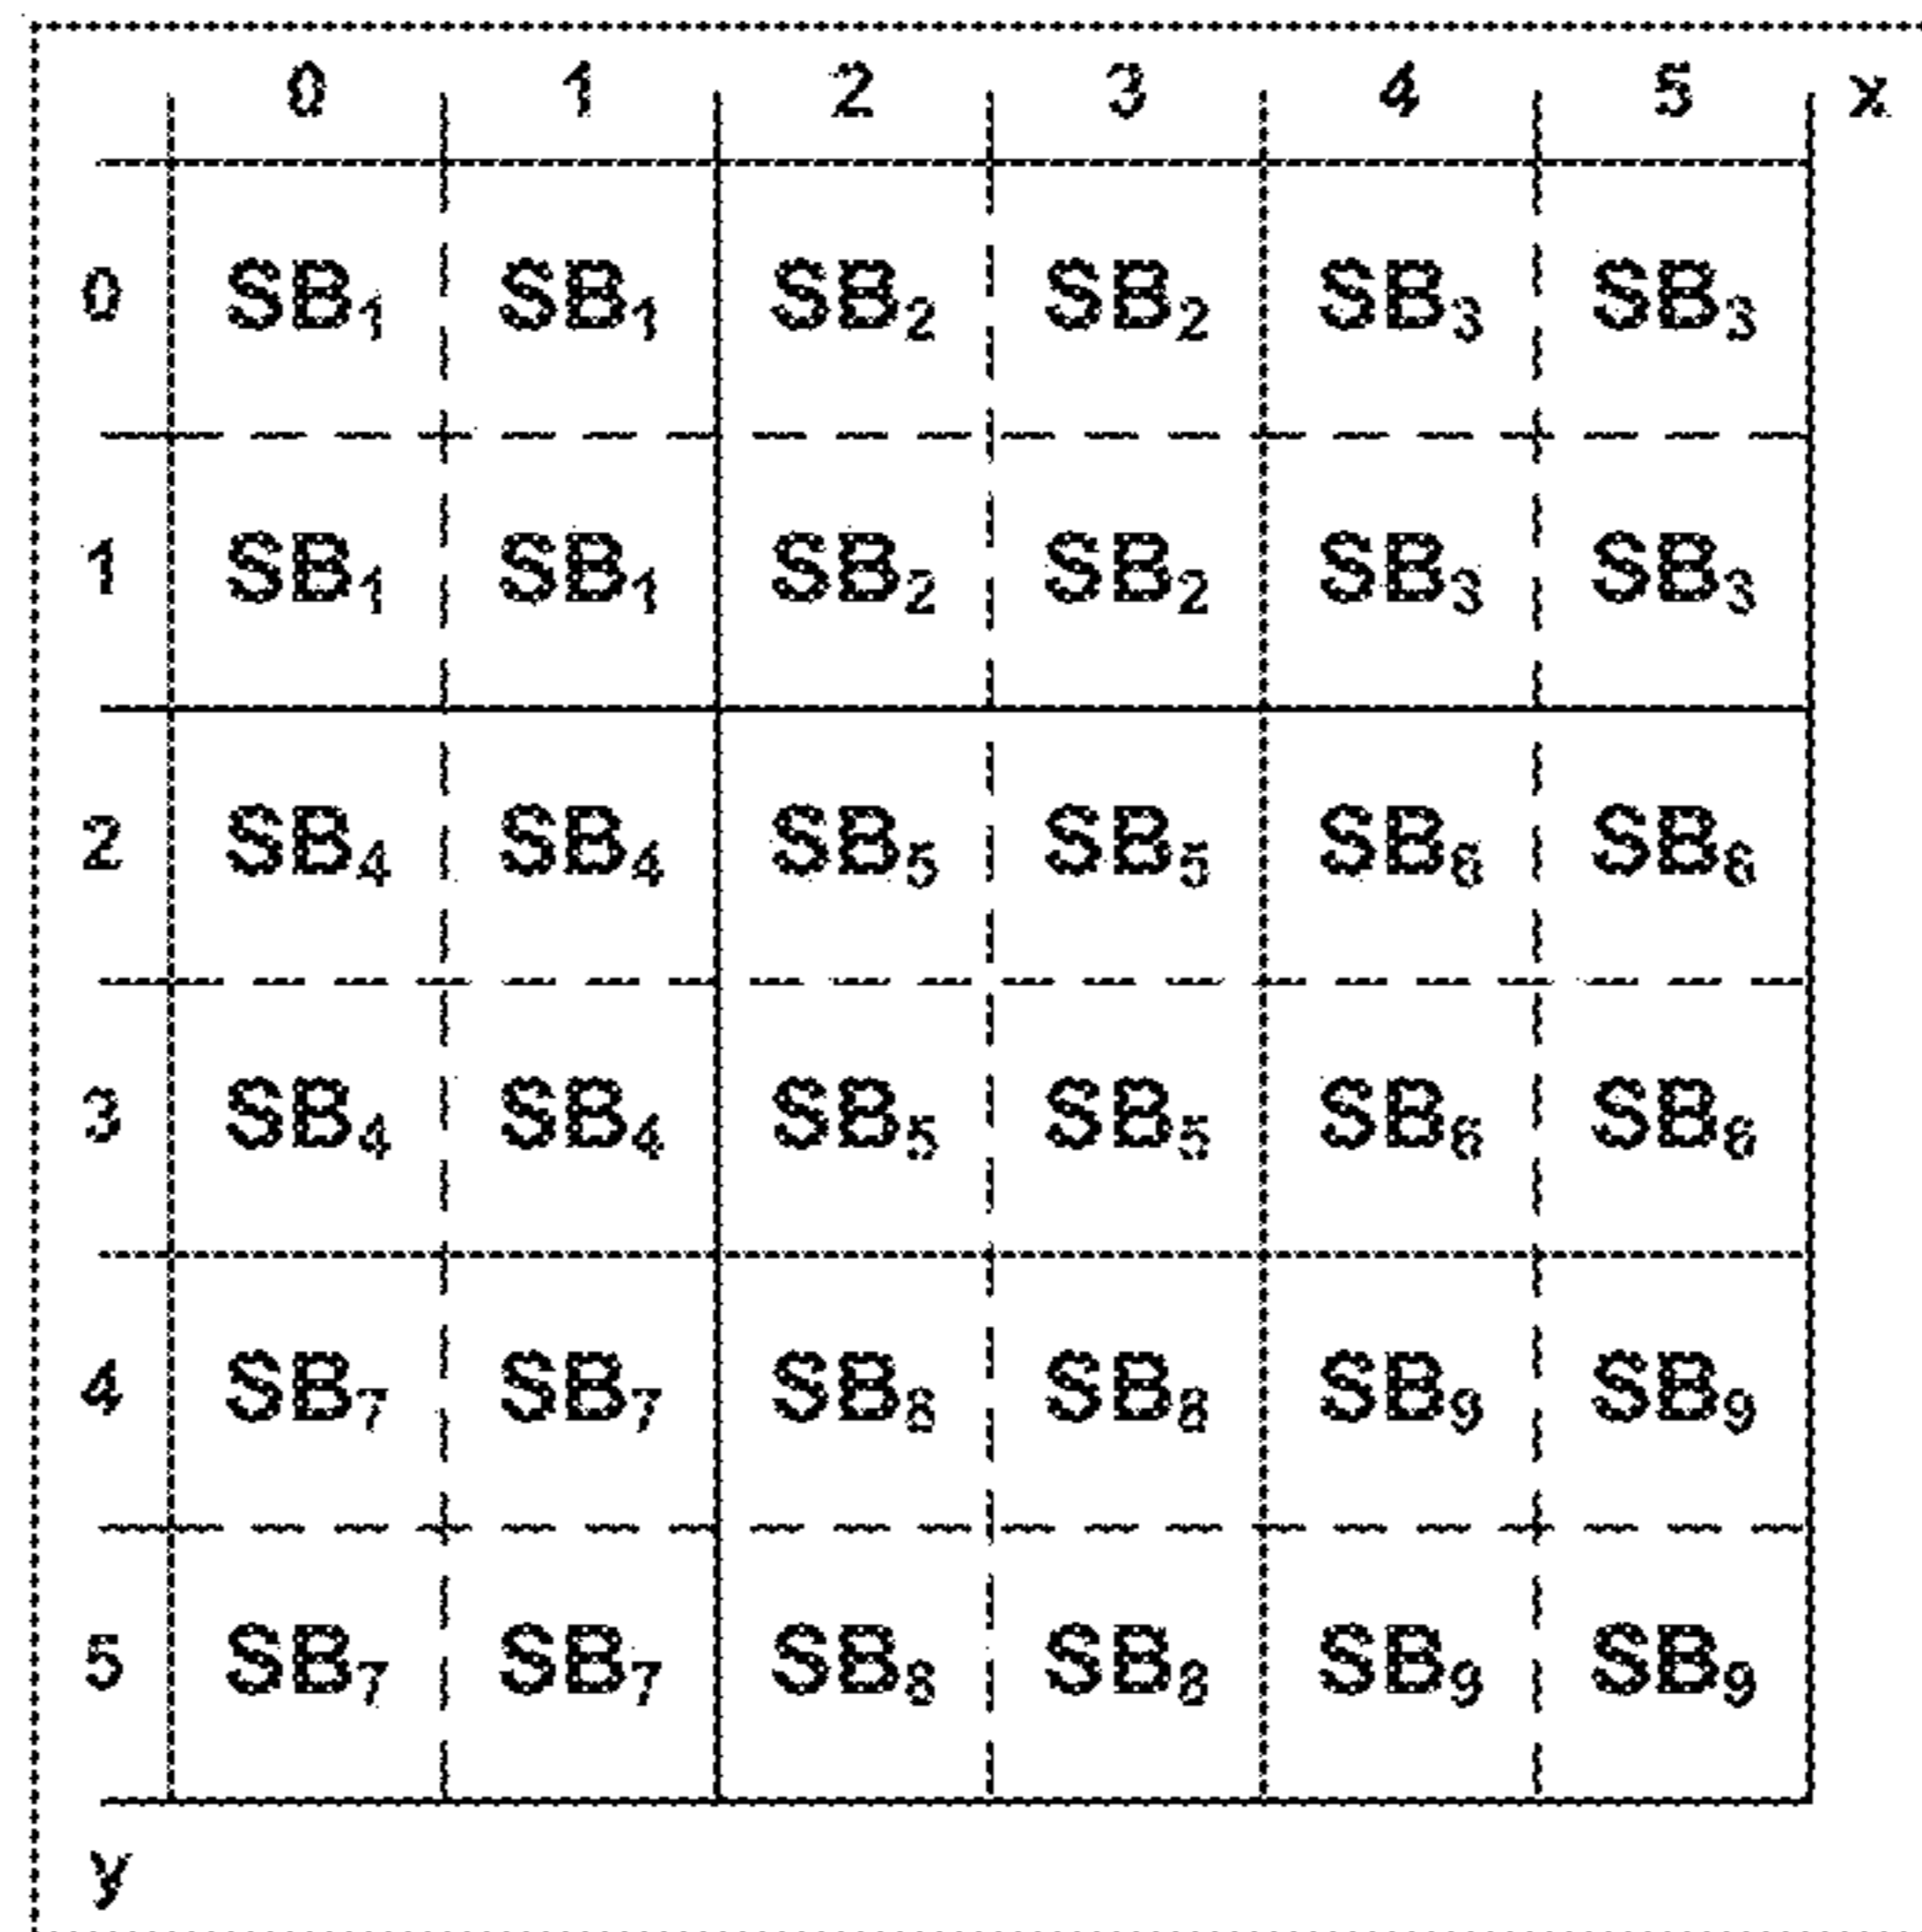 0 1 2 3 4 5 x
0 SB₁ SB₁ SB₂ SB₂ SB₃ SB₃
1 SB₁ SB₁ SB₂ SB₂ SB₃ SB₃
2 SB₄ SB₄ SB₅ SB₅ SB₆ SB₆
3 SB₄ SB₄ SB₅ SB₅ SB₆ SB₆
4 SB₇ SB₇ SB₈ SB₈ SB₉ SB₉
5 SB₇ SB₇ SB₈ SB₈ SB₉ SB₉
y